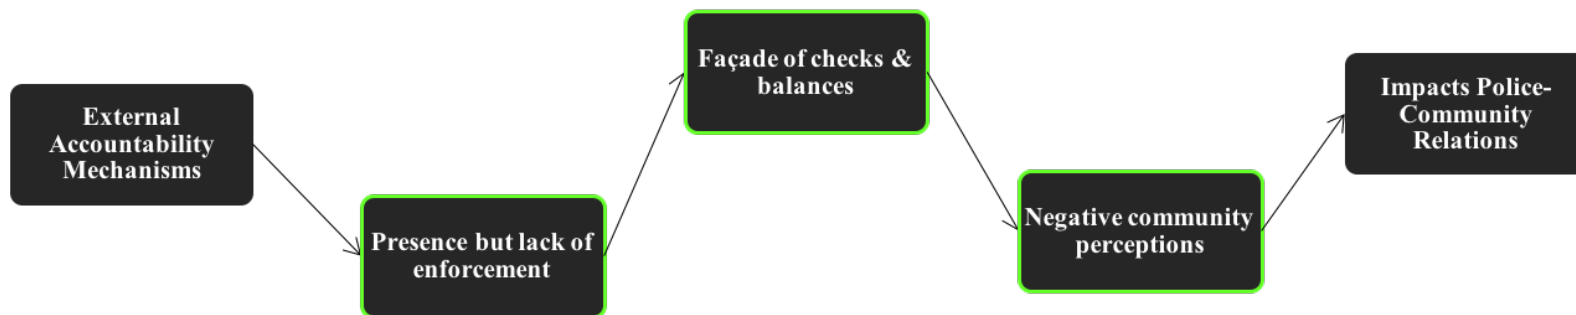 External
Accountability
Mechanisms
Presence but lack of
enforcement
Façade of checks &
balances
Negative community
perceptions
Impacts Police-
Community
Relations